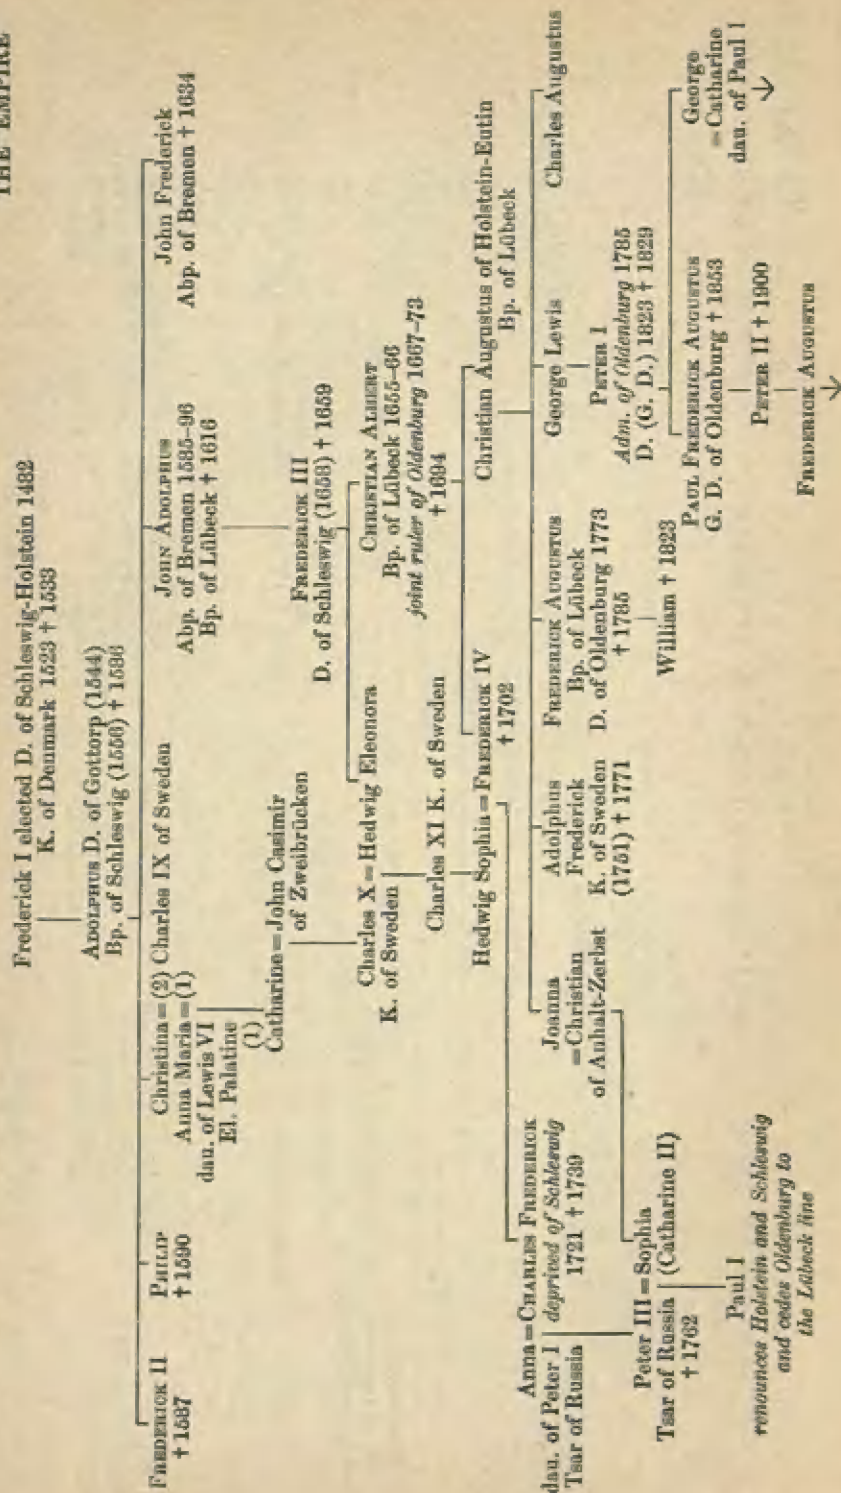 THE EMPIRE
Frederick I elected D. of Schleswig-Holstein 1482
K. of Denmark 1523 † 1533
ADOLPHUS D. of Gottorp (1544)
Bp. of Schleswig (1556) † 1586
FREDERICK II
† 1587
PHILIP
† 1590
Christina = (2) Charles IX of Sweden
Anna Maria = (1)
dau. of Lewis VI
El. Palatine
(1)
Catharine = John Casimir
of Zweibrücken
JOHN ADOLPHUS
Abp. of Bremen 1585–96
Bp. of Lübeck † 1616
John Frederick
Abp. of Bremen † 1634
FREDERICK III
D. of Schleswig (1658) † 1659
Charles X = Hedwig Eleonora
K. of Sweden
CHRISTIAN ALBERT
Bp. of Lübeck 1655–66
joint ruler of Oldenburg 1667–73
† 1694
Charles XI K. of Sweden
Hedwig Sophia = FREDERICK IV
† 1702
Christian Augustus of Holstein-Eutin
Bp. of Lübeck
Anna = CHARLES FREDERICK
dau. of Peter I deprived of Schleswig
Tsar of Russia 1721 † 1739
Joanna
= Christian
of Anhalt-Zerbst
Adolphus
Frederick
K. of Sweden
(1751) † 1771
FREDERICK AUGUSTUS
Bp. of Lübeck
D. of Oldenburg 1773
† 1785
George Lewis
Charles Augustus
Peter III = Sophia
Tsar of Russia (Catharine II)
† 1762
William † 1823
PETER I
Adm. of Oldenburg 1785
D. (G. D.) 1823 † 1829
Paul I
renounces Holstein and Schleswig
and cedes Oldenburg to
the Lübeck line
PAUL FREDERICK AUGUSTUS
G. D. of Oldenburg † 1853
George
= Catharine
dau. of Paul I
PETER II † 1900
FREDERICK AUGUSTUS